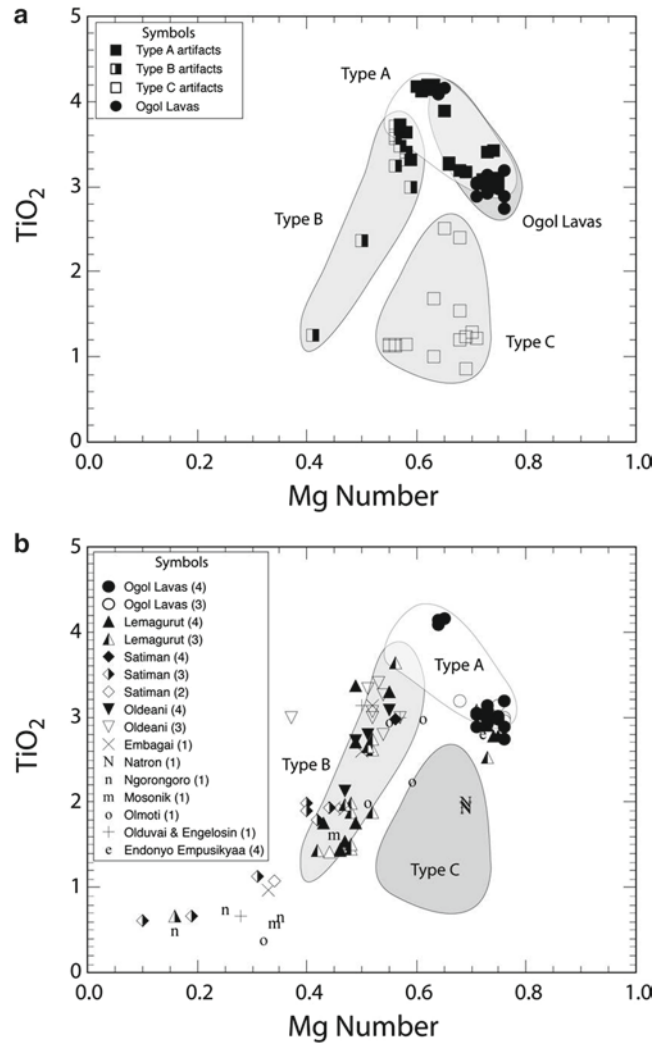 a
Symbols
Type A artifacts
Type B artifacts
Type C artifacts
Ogol Lavas
Type A
Type B
Ogol Lavas
Type C
TiO₂
5
4
3
2
1
0
0.0 0.2 0.4 0.6 0.8 1.0
Mg Number
b
Symbols
Ogol Lavas (4)
Ogol Lavas (3)
Lemagurut (4)
Lemagurut (3)
Satiman (4)
Satiman (3)
Satiman (2)
Oldeani (4)
Oldeani (3)
Embagai (1)
N Natron (1)
n Ngorongoro (1)
m Mosonik (1)
o Olmoti (1)
Olduvai & Engelosin (1)
e Endonyo Empusikyaa (4)
Type A
Type B
Type C
o
o
e
o
N
N
o
m
n
n
m
n
o
TiO₂
5
4
3
2
1
0
0.0 0.2 0.4 0.6 0.8 1.0
Mg Number